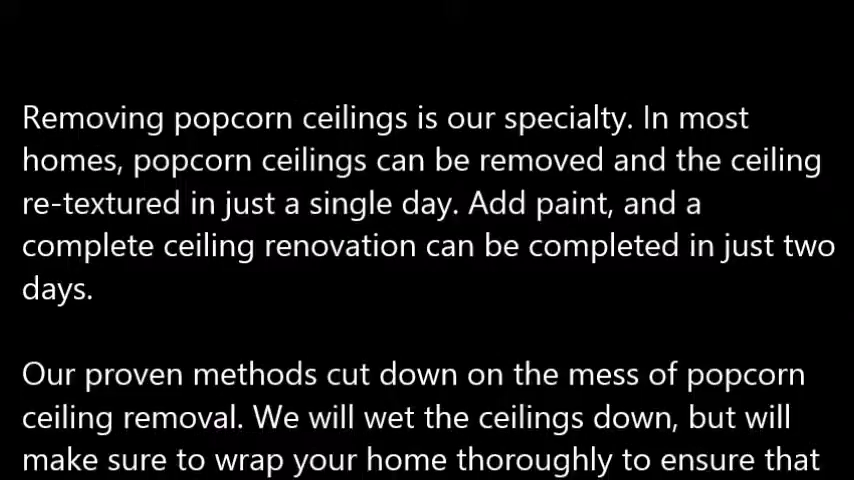 Removing popcorn ceilings is our specialty. In most
homes, popcorn ceilings can be removed and the ceiling
re-textured in just a single day. Add paint, and a
complete ceiling renovation can be completed in just two
days.
Our proven methods cut down on the mess of popcorn
ceiling removal. We will wet the ceilings down, but will
make sure to wrap your home thoroughly to ensure that